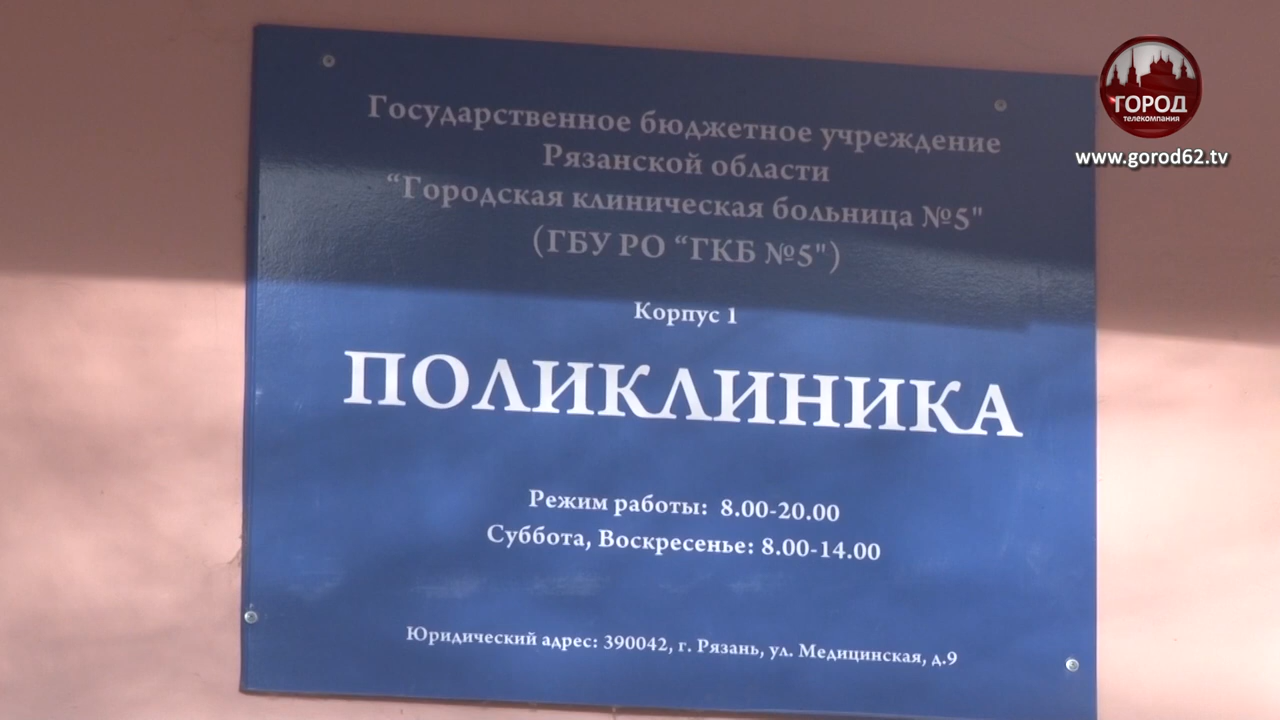 Государственное бюджетное учреждение
Рязанской области
“Городская клиническая больница №5"
(ГБУ РО “ГКБ №5")
Корпус 1
ПОЛИКЛИНИКА
Режим работы: 8.00-20.00
Суббота, Воскресенье: 8.00-14.00
Юридический адрес: 390042, г. Рязань, ул. Медицинская, д.9
ГОРОД
телекомпания
www.gorod62.tv